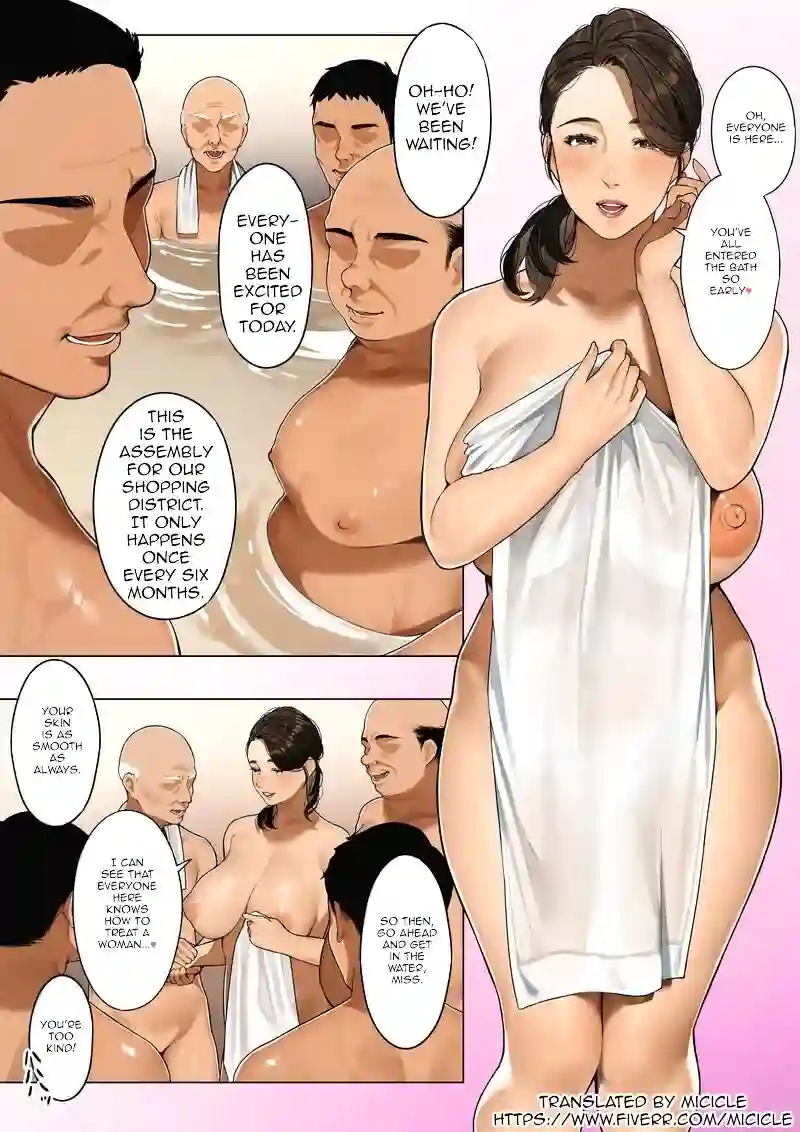 OH-HO!
WE'VE
BEEN
WAITING!
EVERY-
ONE
HAS
BEEN
EXCITED
FOR
TODAY.
THIS
IS THE
ASSEMBLY
FOR OUR
SHOPPING
DISTRICT.
IT ONLY
HAPPENS
ONCE
EVERY SIX
MONTHS.
OH,
EVERYONE
IS HERE...
YOU'VE
ALL
ENTERED
THE BATH
SO
EARLY♥
YOUR
SKIN
IS AS
SMOOTH
AS
ALWAYS.
I CAN
SEE THAT
EVERYONE
HERE
KNOWS
HOW TO
TREAT A
WOMAN...♥
SO THEN,
GO AHEAD
AND GET
IN THE
WATER,
MISS.
YOU'RE
TOO
KIND!
TRANSLATED BY MICICLE
HTTPS://WWW.FIVERR.COM/MICICLE